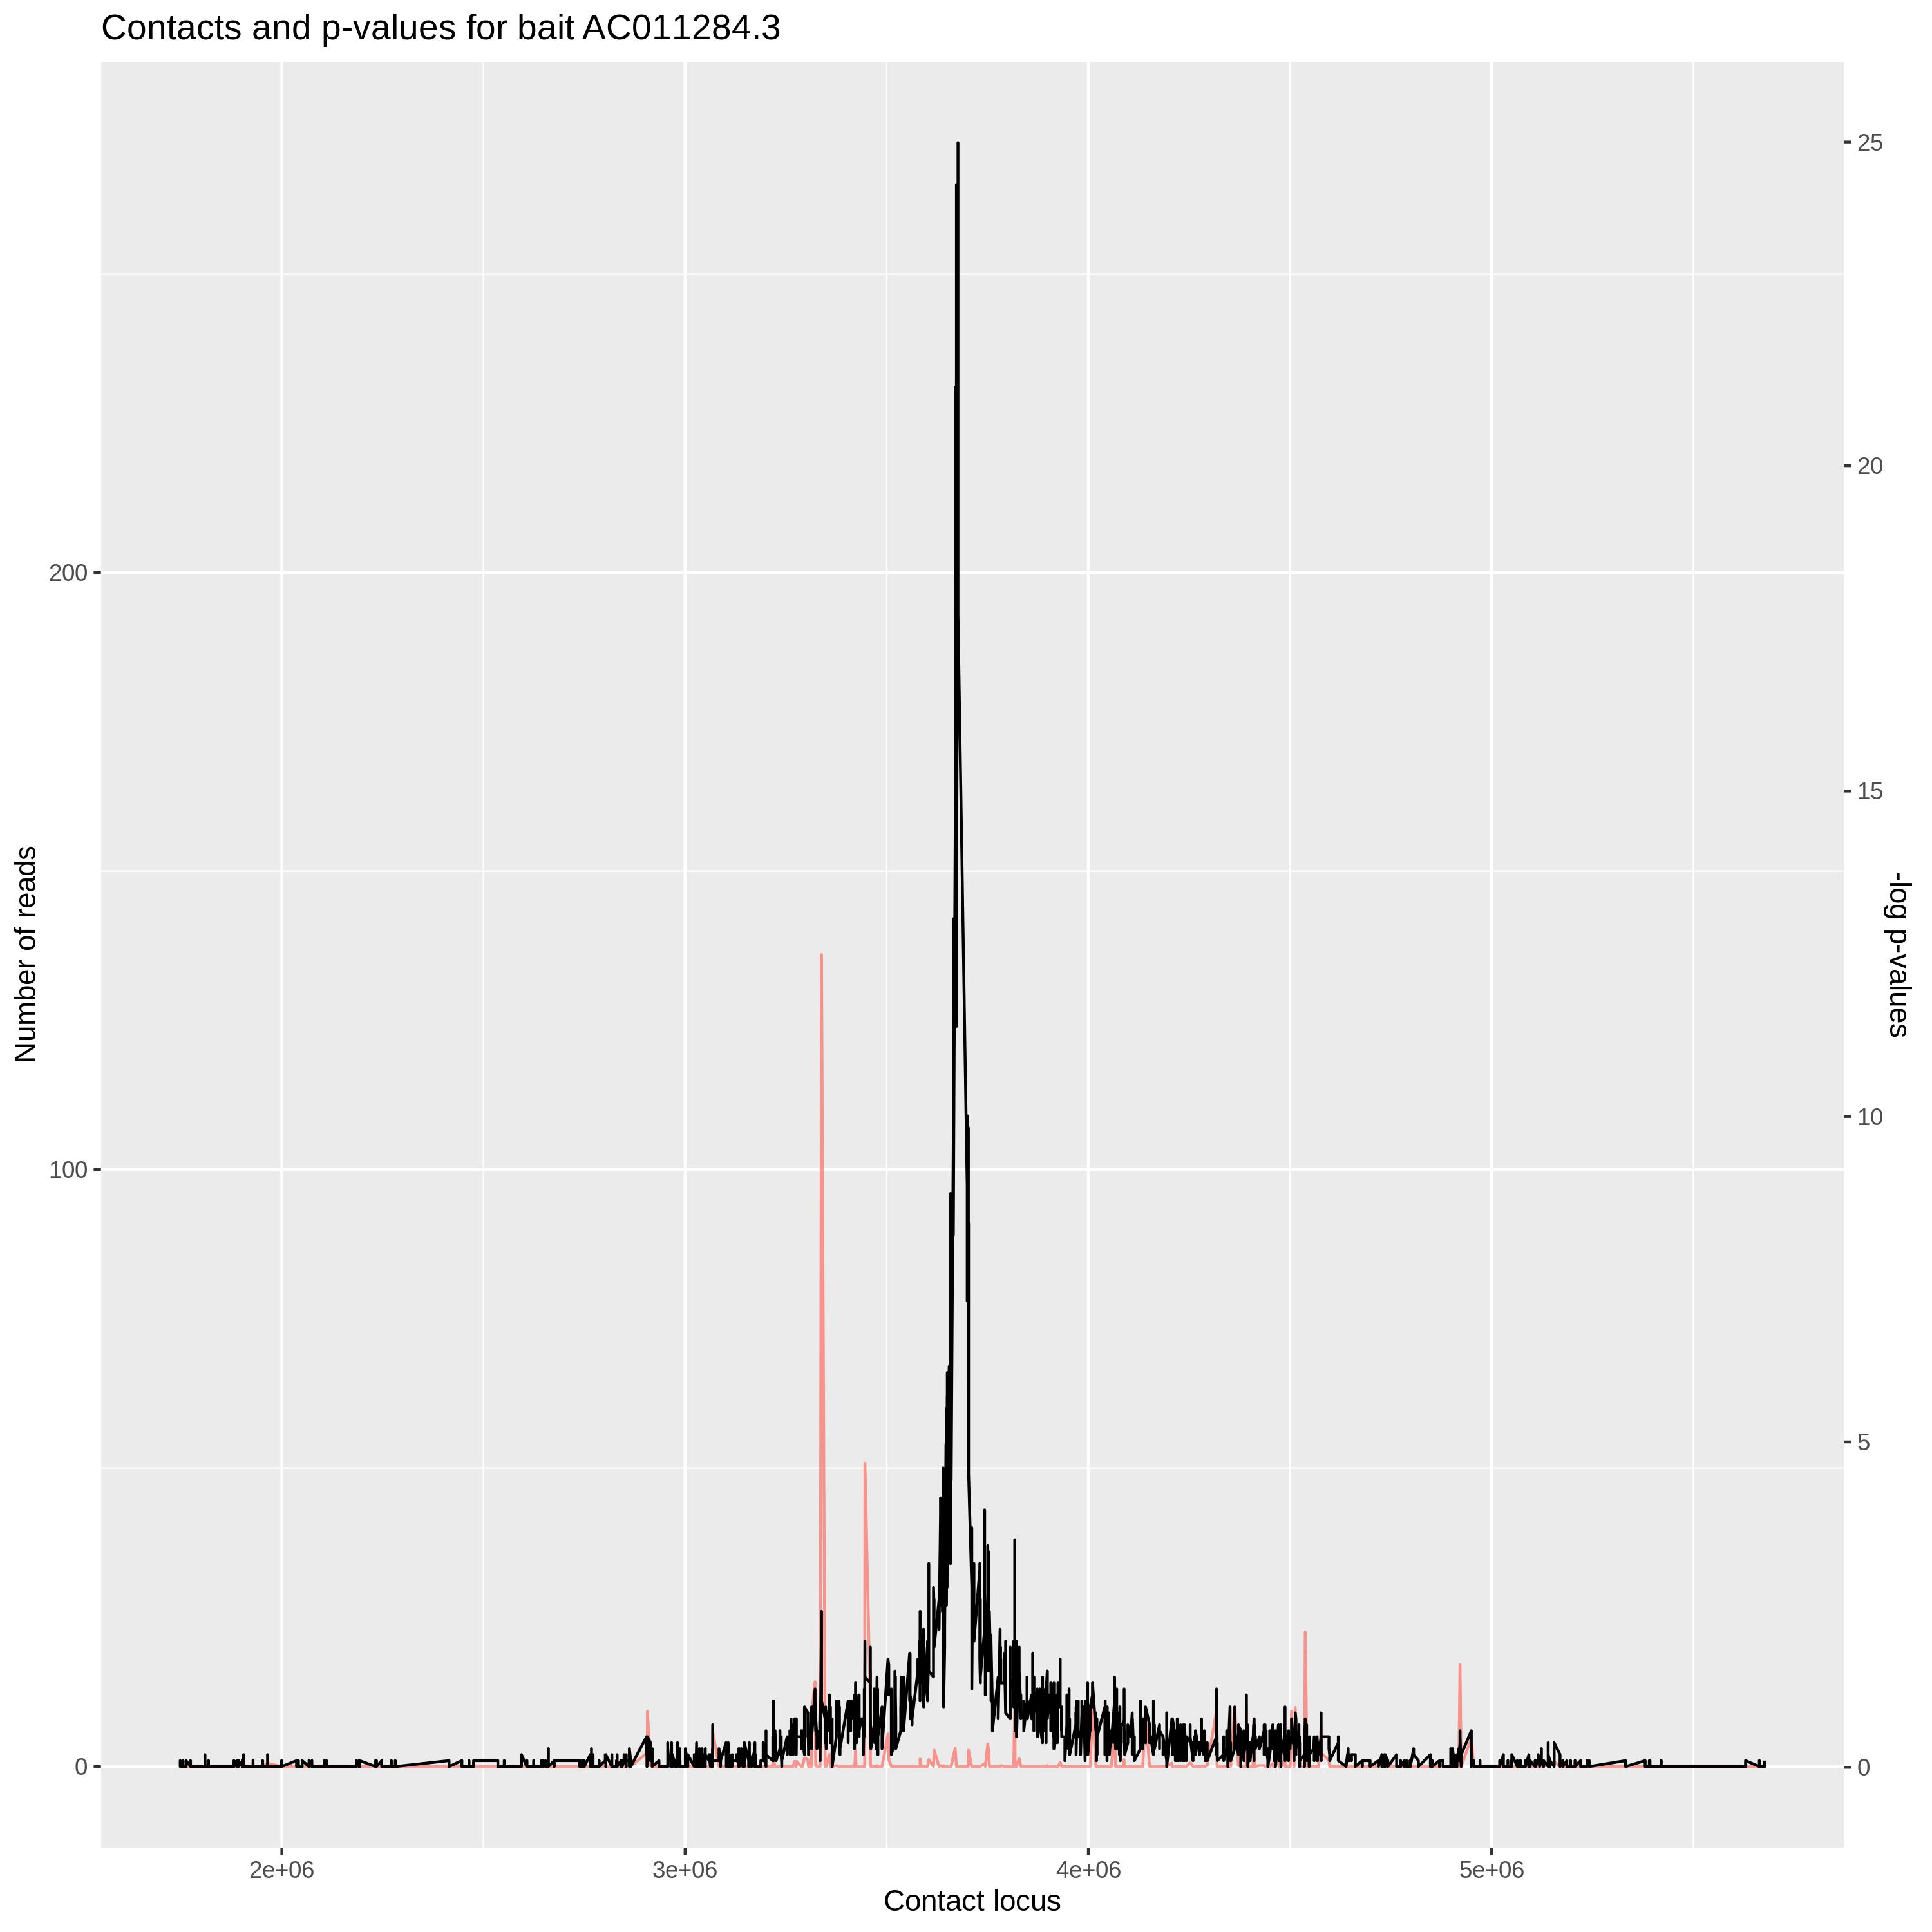 Contacts and p-values for bait AC011284.3
Number of reads
200
100
0
25
20
15
10
5
0
-log p-values
2e+06 3e+06 4e+06 5e+06
Contact locus